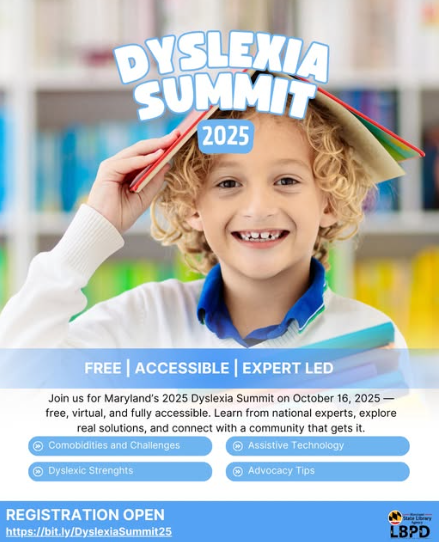 DYSLEXIA
SUMMIT
2025
FREE | ACCESSIBLE | EXPERT LED
Join us for Maryland's 2025 Dyslexia Summit on October 16, 2025 —
free, virtual, and fully accessible. Learn from national experts, explore
real solutions, and connect with a community that gets it.
Comobidities and Challenges
Assistive Technology
Dyslexic Strenghts
Advocacy Tips
REGISTRATION OPEN
https://bit.ly/DyslexiaSummit25
State Library
LBPD